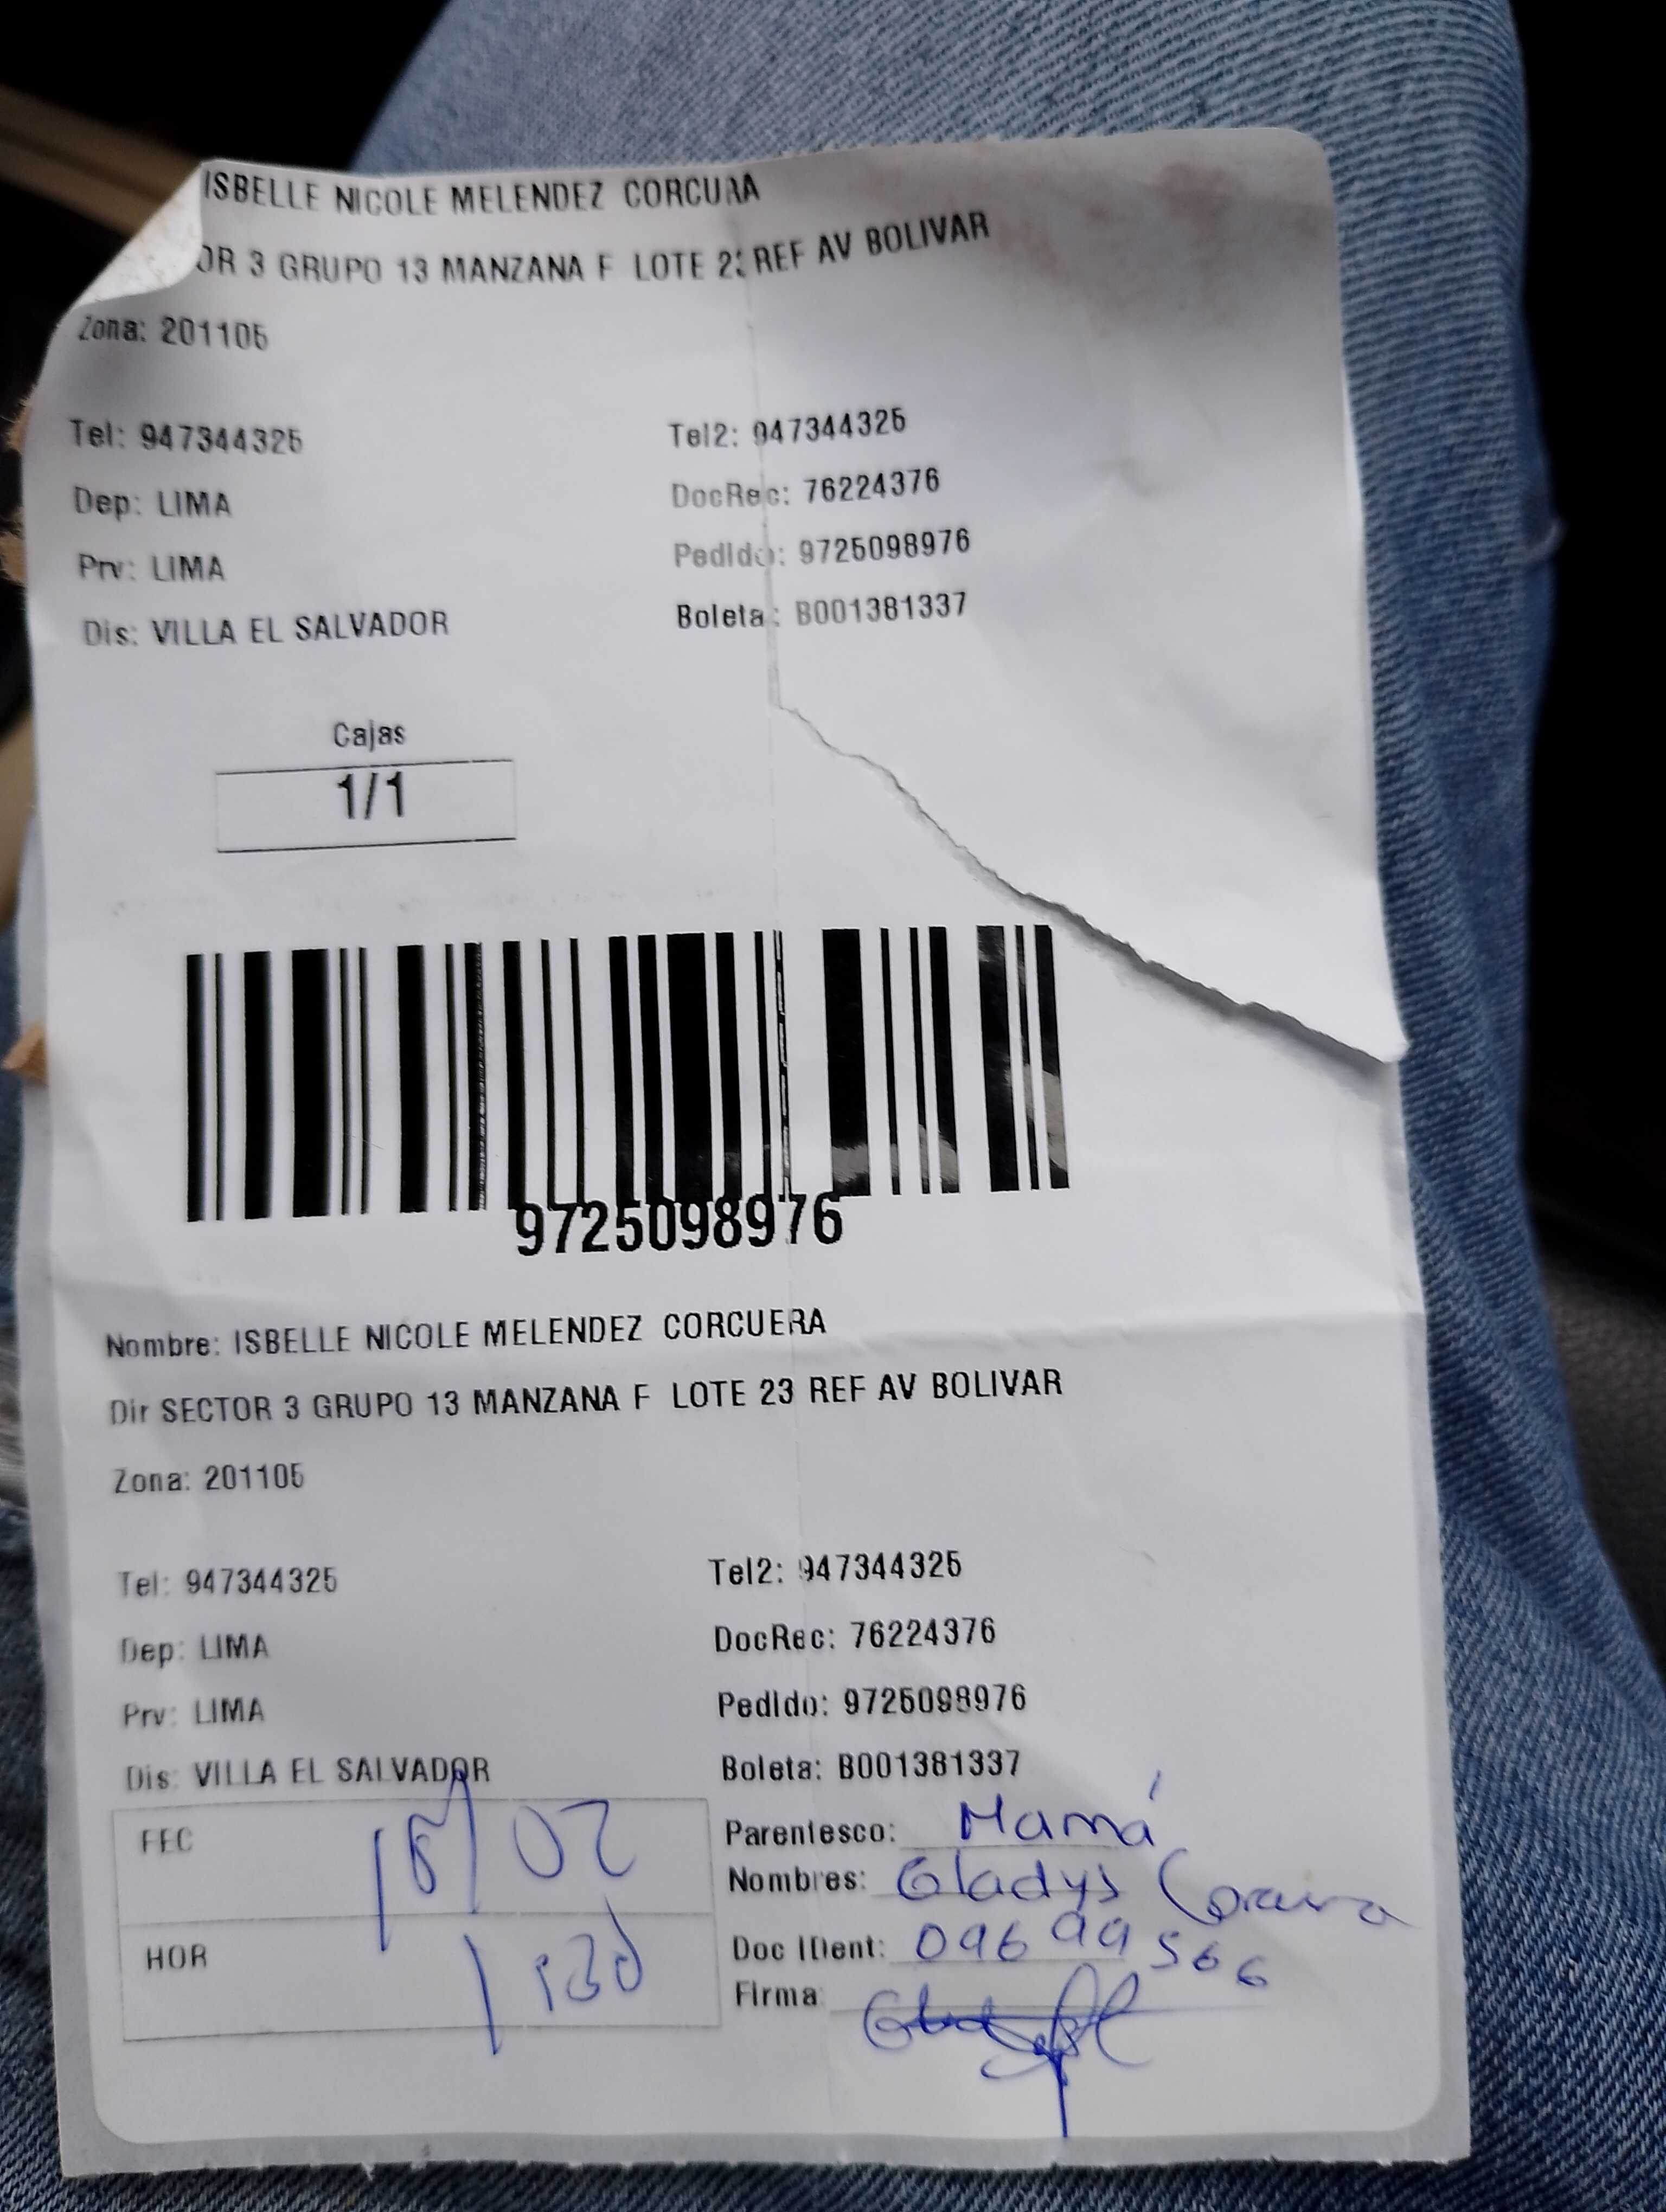 ISBELLE NICOLE MELENDEZ CORCURA
OR 3 GRUPO 13 MANZANA F LOTE 23 REF AV BOLIVAR
Zona: 201105
Tel: 947344325 Tel2: 947344325
Dep: LIMA DocRec: 76224376
Prv: LIMA Pedido: 9725098976
Dis: VILLA EL SALVADOR Boleta: B001381337
Cajas
1/1
9725098976
Nombre: ISBELLE NICOLE MELENDEZ CORCUERA
Dir SECTOR 3 GRUPO 13 MANZANA F LOTE 23 REF AV BOLIVAR
Zona: 201105
Tel: 947344325 Tel2: 947344325
Dep: LIMA DocRec: 76224376
Prv: LIMA Pedido: 9725098976
Dis: VILLA EL SALVADOR Boleta: B001381337
FEC
Parentesco: Mamá
Nombres: Gladys
HOR
Doc IDent: 09699566
Firma: